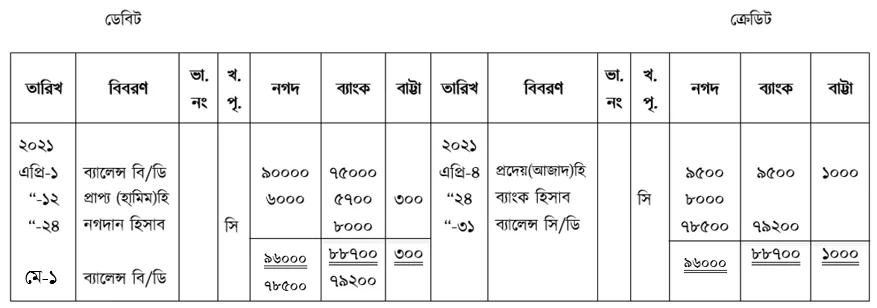 ডেবিট ক্রেডিট
তারিখ বিবরণ ভা. নং খ. পৃ. নগদ ব্যাংক বাট্টা তারিখ বিবরণ ভা. নং খ. পৃ. নগদ ব্যাংক বাট্টা
২০২১ ২০২১
এপ্রি-১ ব্যালেন্স বি/ডি ৯০০০০ ৭৫০০০ এপ্রি-৪ প্রদেয়(আজাদ)হি ৯৫০০ ৯৫০০ ১০০০
“-১২ প্রাপ্য (হামিম)হি ৬০০০ ৫৭০০ ৩০০ “২৪ ব্যাংক হিসাব সি ৮০০০
“-২৪ নগদান হিসাব সি ৮০০০ “-৩১ ব্যালেন্স সি/ডি ৭৮৫০০ ৭৯২০০
৯৬০০০ ৮৮৭০০ ৩০০ ৯৬০০০ ৮৮৭০০ ১০০০
মে-১ ব্যালেন্স বি/ডি ৭৮৫০০ ৭৯২০০